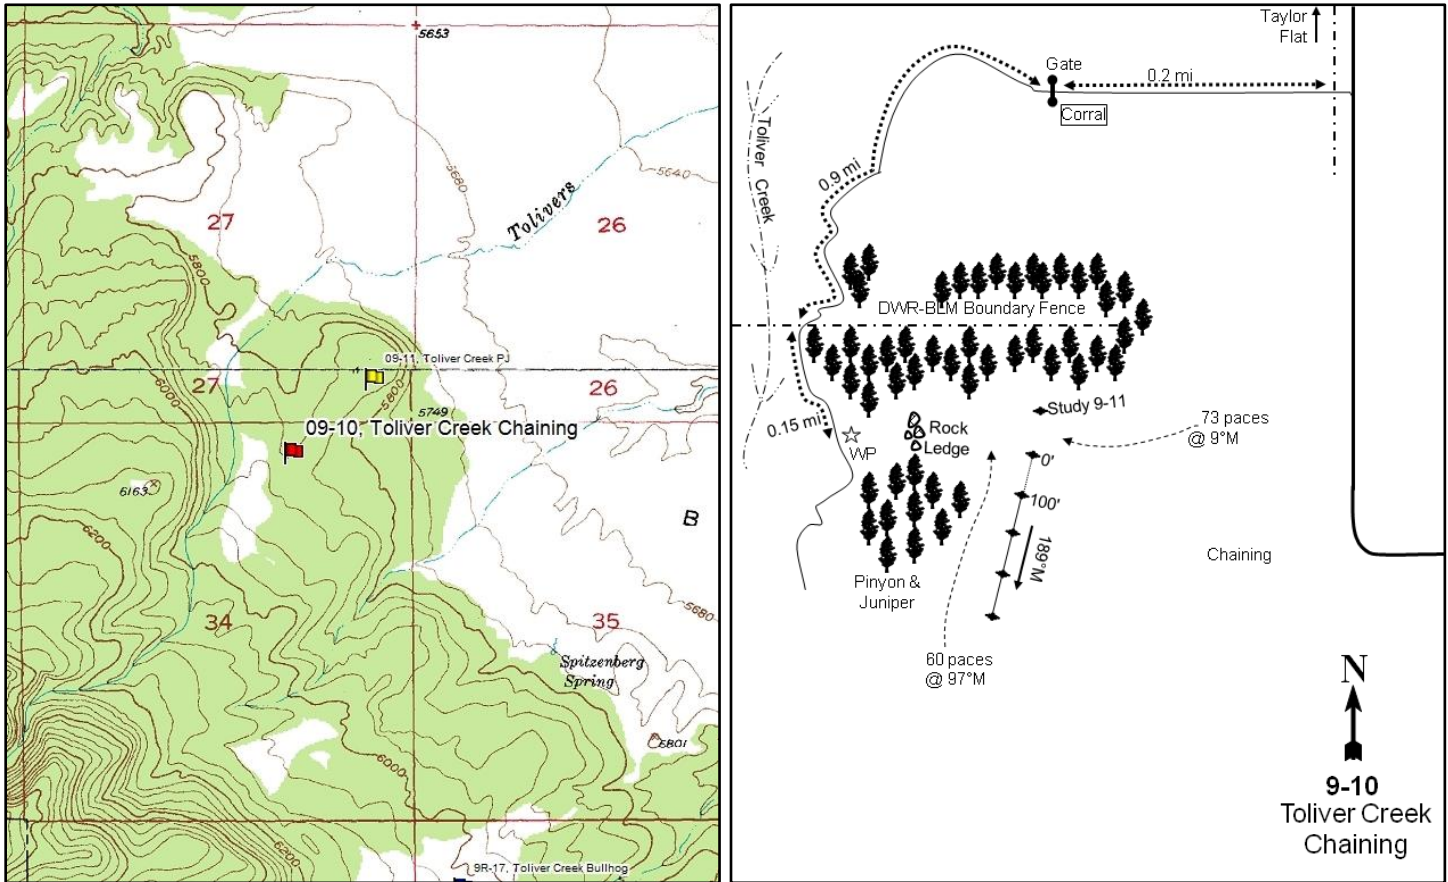 5653
5680
5640
Tolivers
27
26
5800
09-11, Toliver Creek PJ
27
26
6000
5800
5749
09-10, Toliver Creek Chaining
6163
6200
B
34
35
5680
Spitzenberg
Spring
5801
6000
6200
9R-17, Toliver Creek Bullhog
Taylor
Flat
Gate
0.2 mi
Corral
Toliver Creek
0.9 mi
DWR-BLM Boundary Fence
Study 9-11
73 paces
@ 9°M
0.15 mi
WP
Rock
Ledge
0'
100'
189°M
Chaining
Pinyon &
Juniper
60 paces
@ 97°M
N
9-10
Toliver Creek
Chaining